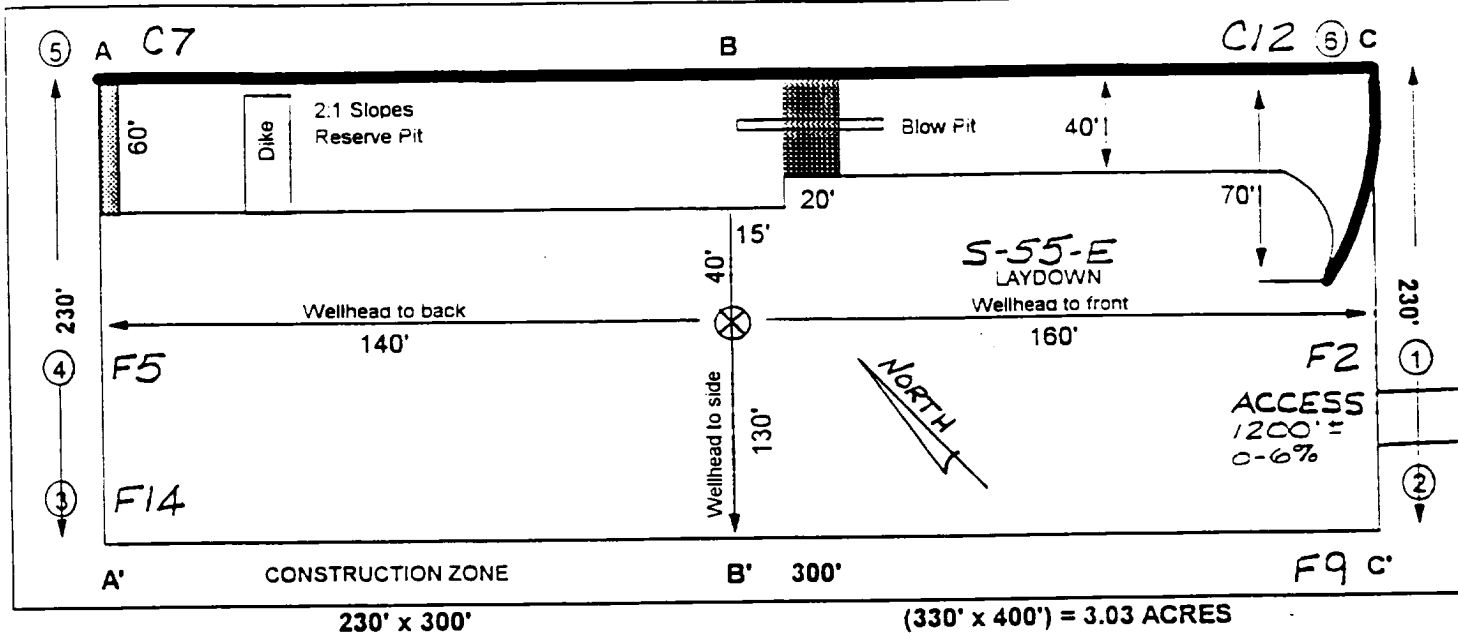 ⑤ A C7 B C12 ⑥ C
60'
Dike
2:1 Slopes
Reserve Pit
Blow Pit
40'
70'
20'
15'
40'
S-55-E
LAYDOWN
Wellhead to back
140'
Wellhead to front
160'
230'
230'
④ F5
F2 ①
NORTH
ACCESS
1200' ±
0-6%
Wellhead to side
130'
③ F14
②
A' CONSTRUCTION ZONE B' 300' F9 C'
230' x 300' (330' x 400') = 3.03 ACRES